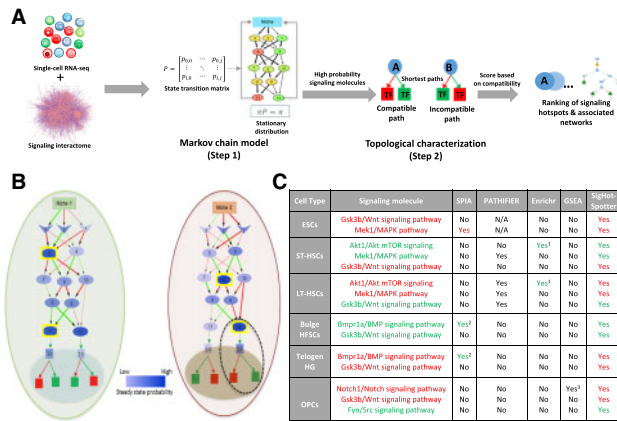 A
Single-cell RNA-seq
+
Signaling interactome
State transition matrix
Niche
Stationary
distribution
Markov chain model
(Step 1)
High probability
signaling molecules
A
B
Shortest paths
TF TF
TF TF
Compatible
path
Incompatible
path
Topological characterization
(Step 2)
Score based
on compatibility
A ...
Ranking of signaling
hotspots & associated
networks
B
Niche 1
Niche 2
Low High
Steady state probability
C
Cell Type Signaling molecule SPIA PATHIFIER Enrichr GSEA SigHot-
Spotter
ESCs
Gsk3b/Wnt signaling pathway No N/A No No Yes
Mek1/MAPK pathway Yes N/A No No Yes
ST-HSCs
Akt1/Akt mTOR signaling No No Yes¹ No Yes
Mek1/MAPK pathway No Yes No No Yes
Gsk3b/Wnt signaling pathway No No No No Yes
LT-HSCs
Akt1/Akt mTOR signaling No Yes Yes¹ No Yes
Mek1/MAPK pathway No Yes No No Yes
Gsk3b/Wnt signaling pathway No Yes No No Yes
Bulge
HFSCs
Bmpr1a/BMP signaling pathway Yes² No No No Yes
Gsk3b/Wnt signaling pathway No No No No Yes
Telogen
HG
Bmpr1a/BMP signaling pathway Yes² No No No Yes
Gsk3b/Wnt signaling pathway No No No No Yes
OPCs
Notch1/Notch signaling pathway No No No Yes³ Yes
Gsk3b/Wnt signaling pathway No No No No Yes
Fyn/Src signaling pathway No No No No Yes